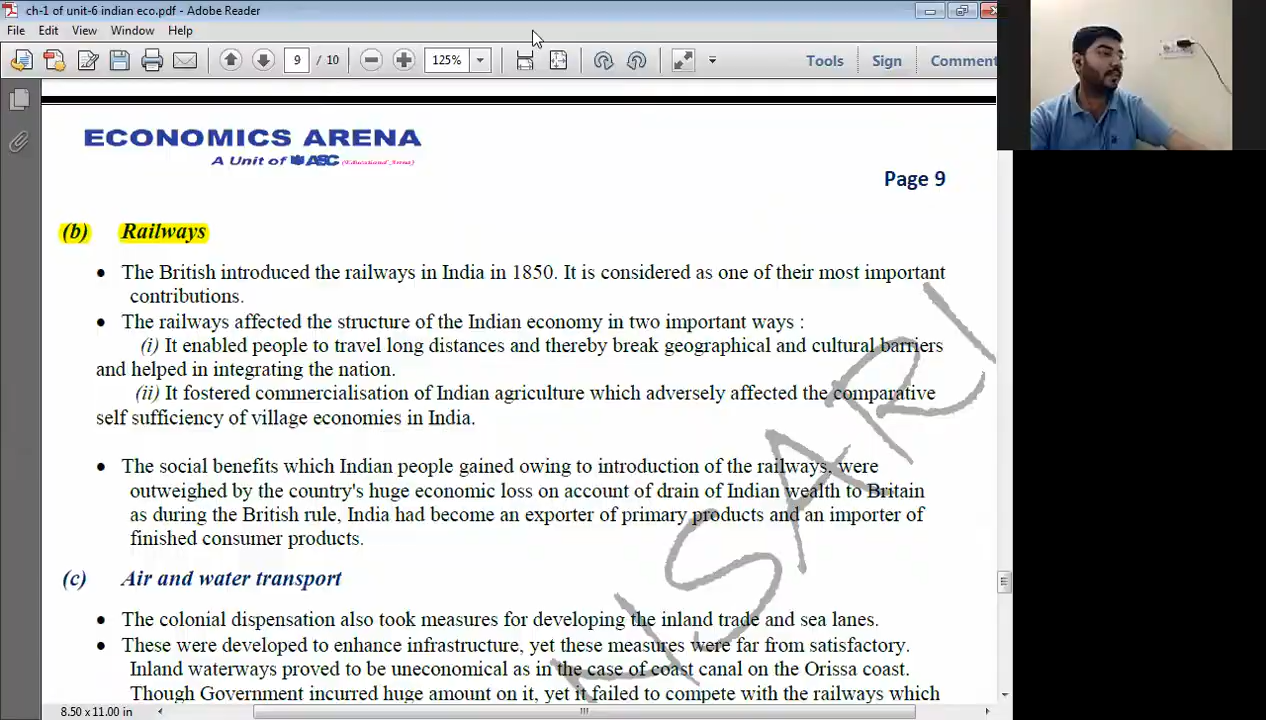 ch-1 of unit-6 indian eco.pdf - Adobe Reader
File Edit View Window Help
9 / 10 125% Tools Sign Comment
ECONOMICS ARENA
A Unit of ASC (Educational Arena)
Page 9
(b) Railways
• The British introduced the railways in India in 1850. It is considered as one of their most important
contributions.
• The railways affected the structure of the Indian economy in two important ways :
(i) It enabled people to travel long distances and thereby break geographical and cultural barriers
and helped in integrating the nation.
(ii) It fostered commercialisation of Indian agriculture which adversely affected the comparative
self sufficiency of village economies in India.
• The social benefits which Indian people gained owing to introduction of the railways, were
outweighed by the country's huge economic loss on account of drain of Indian wealth to Britain
as during the British rule, India had become an exporter of primary products and an importer of
finished consumer products.
(c) Air and water transport
• The colonial dispensation also took measures for developing the inland trade and sea lanes.
• These were developed to enhance infrastructure, yet these measures were far from satisfactory.
Inland waterways proved to be uneconomical as in the case of coast canal on the Orissa coast.
Though Government incurred huge amount on it, yet it failed to compete with the railways which
NISARI
8.50 x 11.00 in